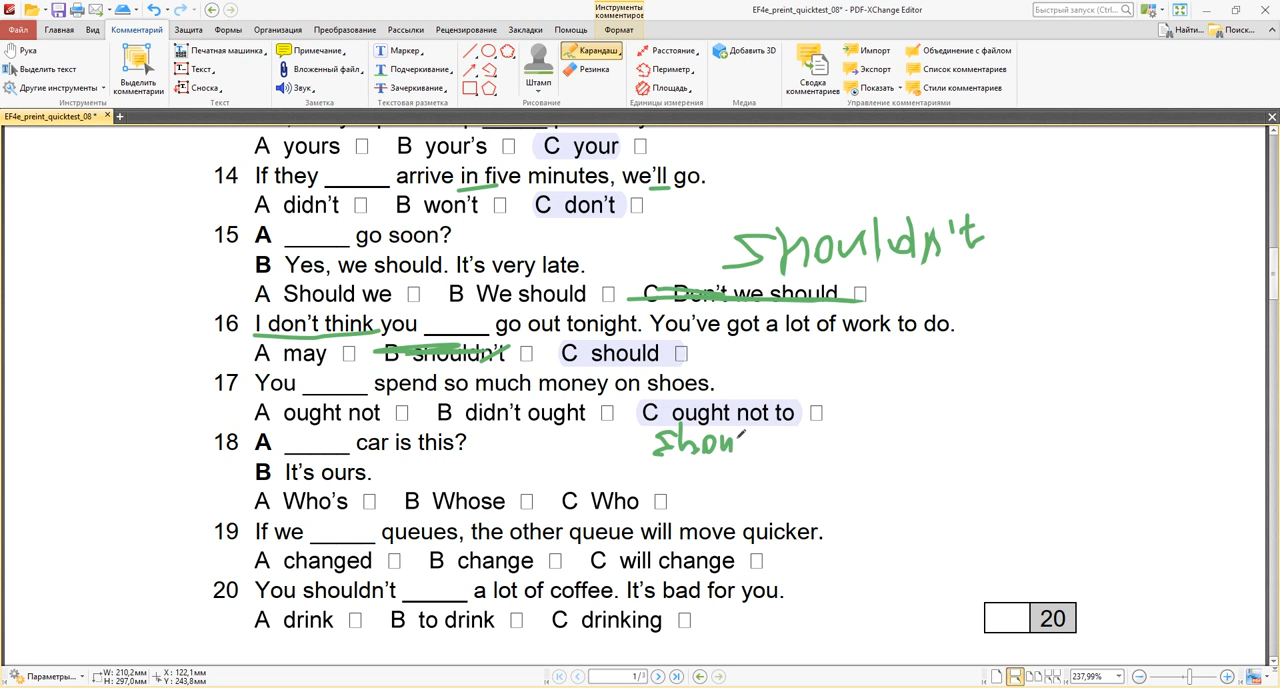 Инструменты комментиров
EF4e_preint_quicktest_08* - PDF-XChange Editor
Быстрый запуск (Ctrl...
Файл Главная Вид Комментарий Защита Формы Организация Преобразование Рассылки Рецензирование Закладки Помощь Формат
Найти... Поиск...
Рука
Выделить текст
Другие инструменты
Инструменты
Выделить комментарии
Печатная машинка
Текст
Сноска
Текст
Примечание
Вложенный файл
Звук
Заметка
Маркер
Подчеркивание
Зачеркивание
Текстовая разметка
Штамп
Карандаш
Резинка
Рисование
Расстояние
Периметр
Площадь
Единицы измерения
Добавить 3D
Медиа
Сводка комментариев
Импорт
Экспорт
Показать
Объединение с файлом
Список комментариев
Стили комментариев
Управление комментариями
EF4e_preint_quicktest_08 *
A yours B your's C your
14 If they _____ arrive in five minutes, we'll go.
A didn't B won't C don't
15 A _____ go soon?
shouldn't
B Yes, we should. It's very late.
A Should we B We should C Don't we should
16 I don't think you _____ go out tonight. You've got a lot of work to do.
A may B shouldn't C should
17 You _____ spend so much money on shoes.
A ought not B didn't ought C ought not to
18 A _____ car is this?
shou
B It's ours.
A Who's B Whose C Who
19 If we _____ queues, the other queue will move quicker.
A changed B change C will change
20 You shouldn't _____ a lot of coffee. It's bad for you.
A drink B to drink C drinking
20
Параметры...
W: 210,2мм
H: 297,0мм
X: 122,1мм
Y: 243,8мм
237,99%